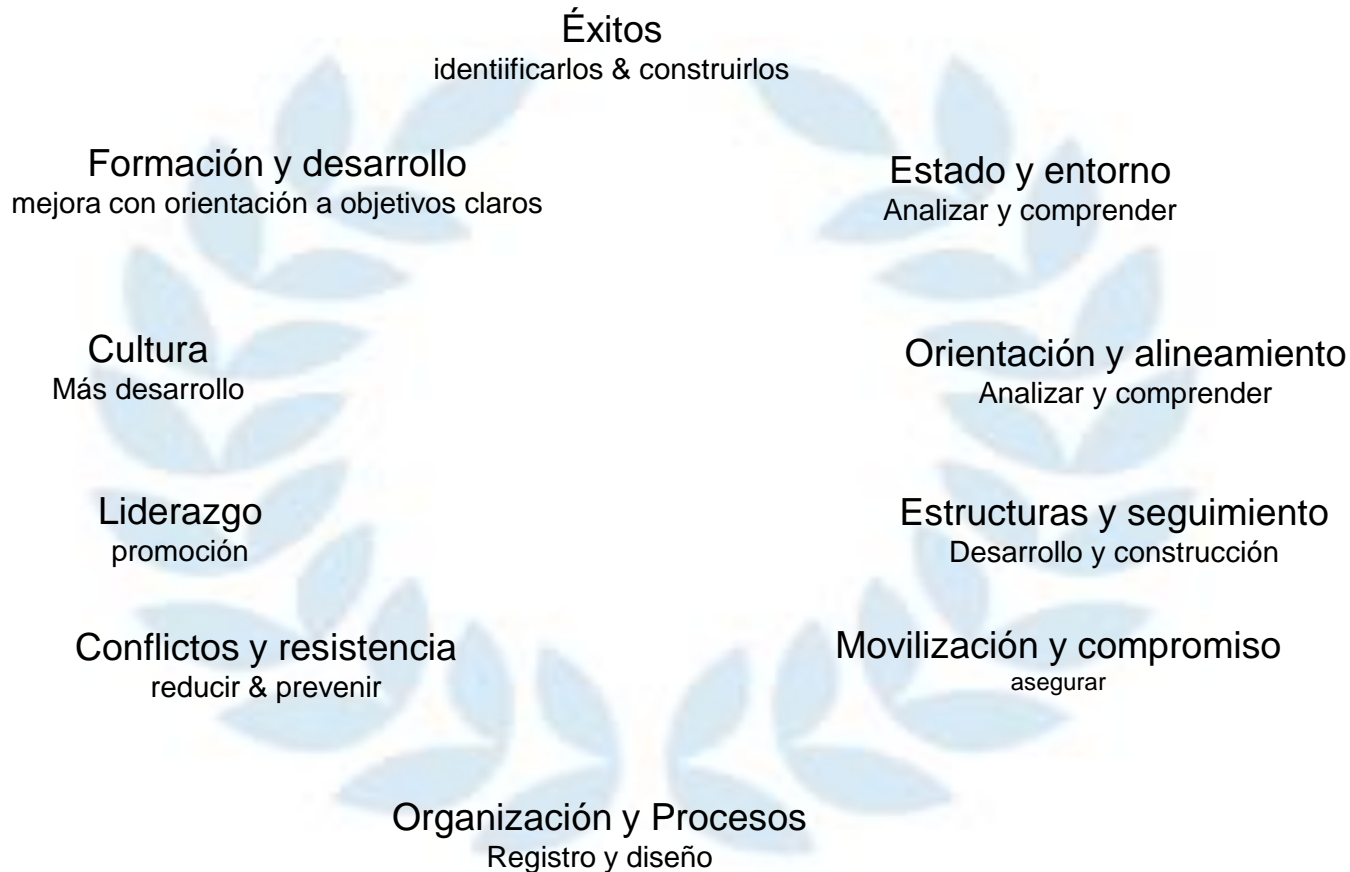 Éxitos
identiificarlos & construirlos
Formación y desarrollo
mejora con orientación a objetivos claros
Estado y entorno
Analizar y comprender
Cultura
Más desarrollo
Orientación y alineamiento
Analizar y comprender
Liderazgo
promoción
Estructuras y seguimiento
Desarrollo y construcción
Conflictos y resistencia
reducir & prevenir
Movilización y compromiso
asegurar
Organización y Procesos
Registro y diseño